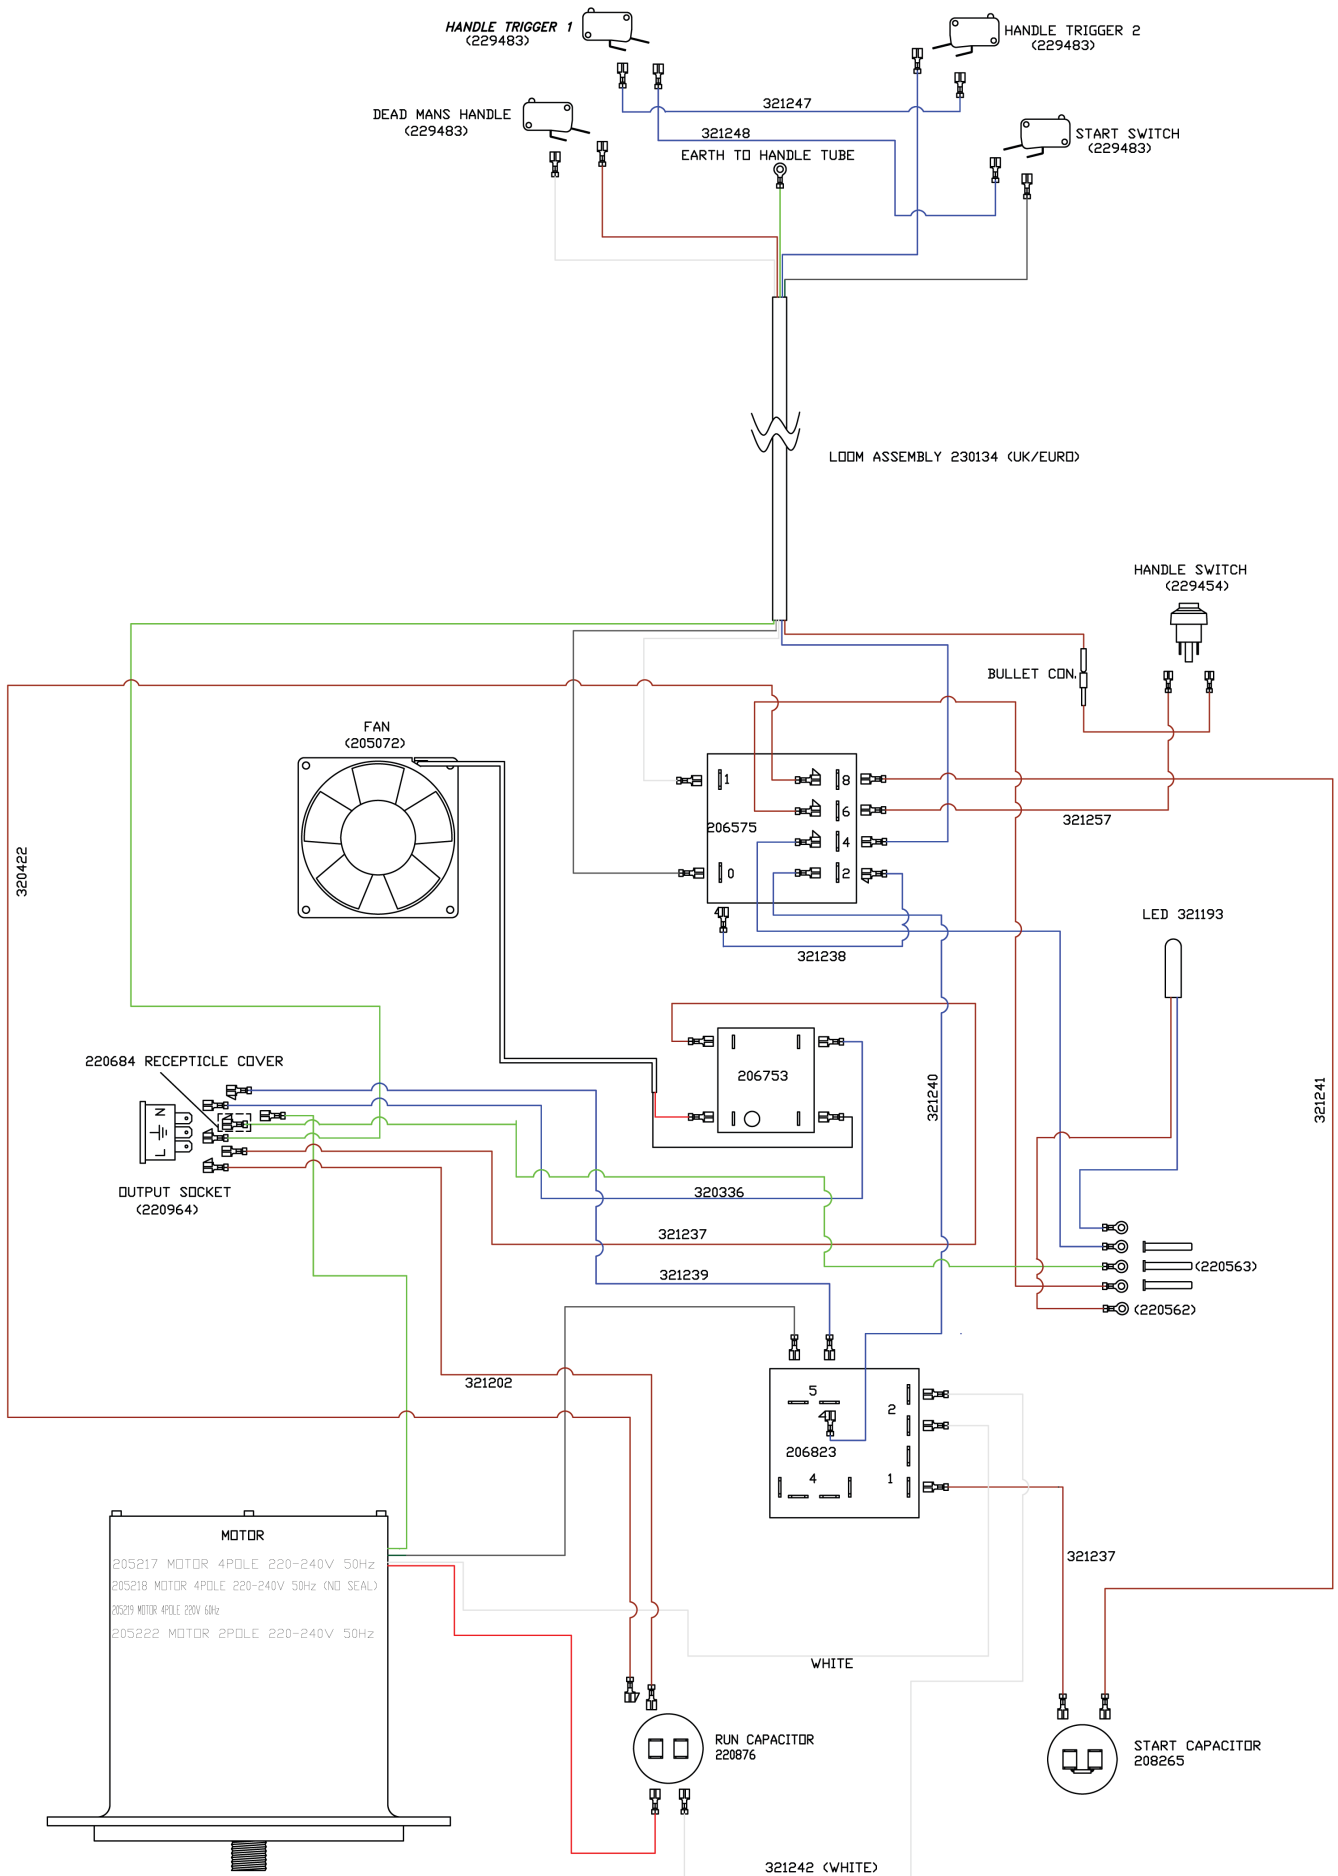 HANDLE TRIGGER 1
(229483)
HANDLE TRIGGER 2
(229483)
DEAD MANS HANDLE
(229483)
321247
321248
START SWITCH
(229483)
EARTH TO HANDLE TUBE
LOOM ASSEMBLY 230134 (UK/EURO)
HANDLE SWITCH
(229454)
BULLET CON.
FAN
(205072)
1
8
6
206575
4
0
2
321257
320422
321238
LED 321193
206753
220684 RECEPTICLE COVER
321240
321241
N
L
OUTPUT SOCKET
(220964)
320336
321237
321239
(220563)
(220562)
321202
5
2
206823
4
1
321237
MOTOR
205217 MOTOR 4POLE 220-240V 50Hz
205218 MOTOR 4POLE 220-240V 50Hz (NO SEAL)
205219 MOTOR 4POLE 220V 60Hz
205222 MOTOR 2POLE 220-240V 50Hz
WHITE
RUN CAPACITOR
220876
START CAPACITOR
208265
321242 (WHITE)